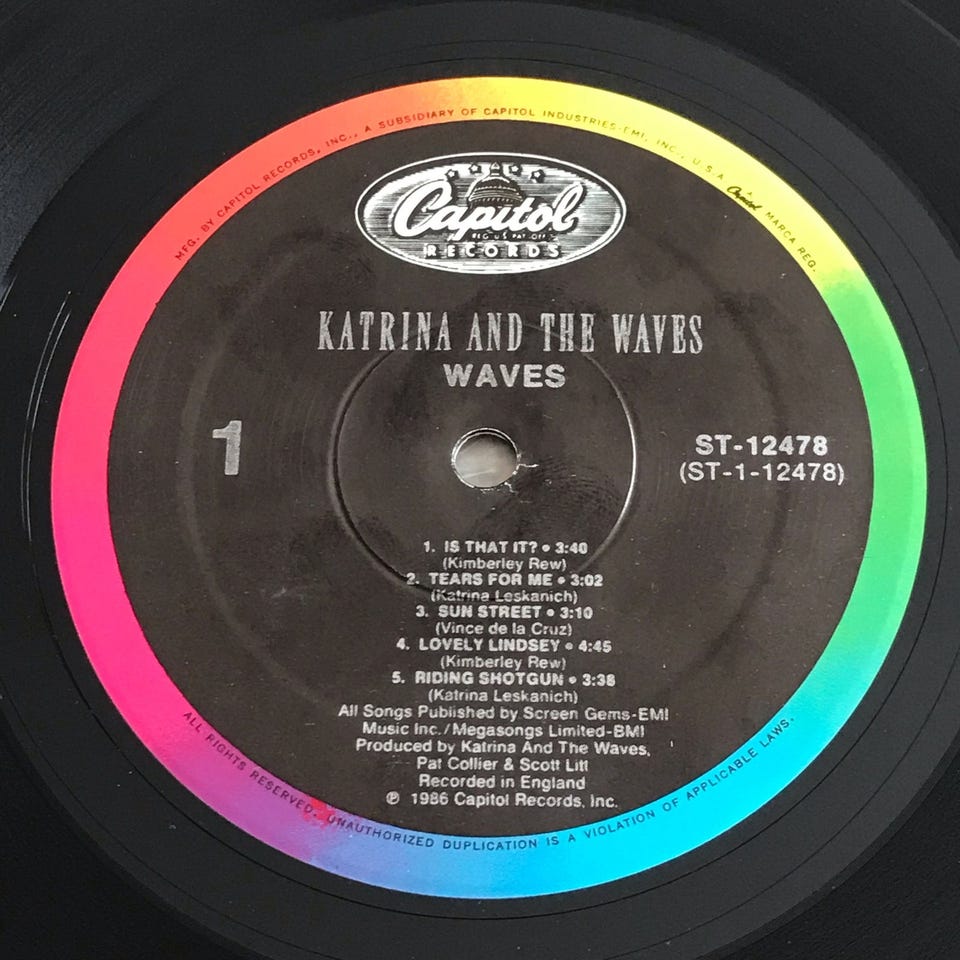 MFG. BY CAPITOL RECORDS, INC., A SUBSIDIARY OF CAPITOL INDUSTRIES-EMI, INC., U.S.A. Capitol MARCA REG.
Capitol
REG. U.S. PAT. OFF.
RECORDS
KATRINA AND THE WAVES
WAVES
1
ST-12478
(ST-1-12478)
1. IS THAT IT? • 3:40
(Kimberley Rew)
2. TEARS FOR ME • 3:02
(Katrina Leskanich)
3. SUN STREET • 3:10
(Vince de la Cruz)
4. LOVELY LINDSEY • 4:45
(Kimberley Rew)
5. RIDING SHOTGUN • 3:38
(Katrina Leskanich)
All Songs Published by Screen Gems-EMI
Music Inc./Megasongs Limited-BMI
Produced by Katrina And The Waves,
Pat Collier & Scott Litt
Recorded in England
℗ 1986 Capitol Records, Inc.
ALL RIGHTS RESERVED. UNAUTHORIZED DUPLICATION IS A VIOLATION OF APPLICABLE LAWS.